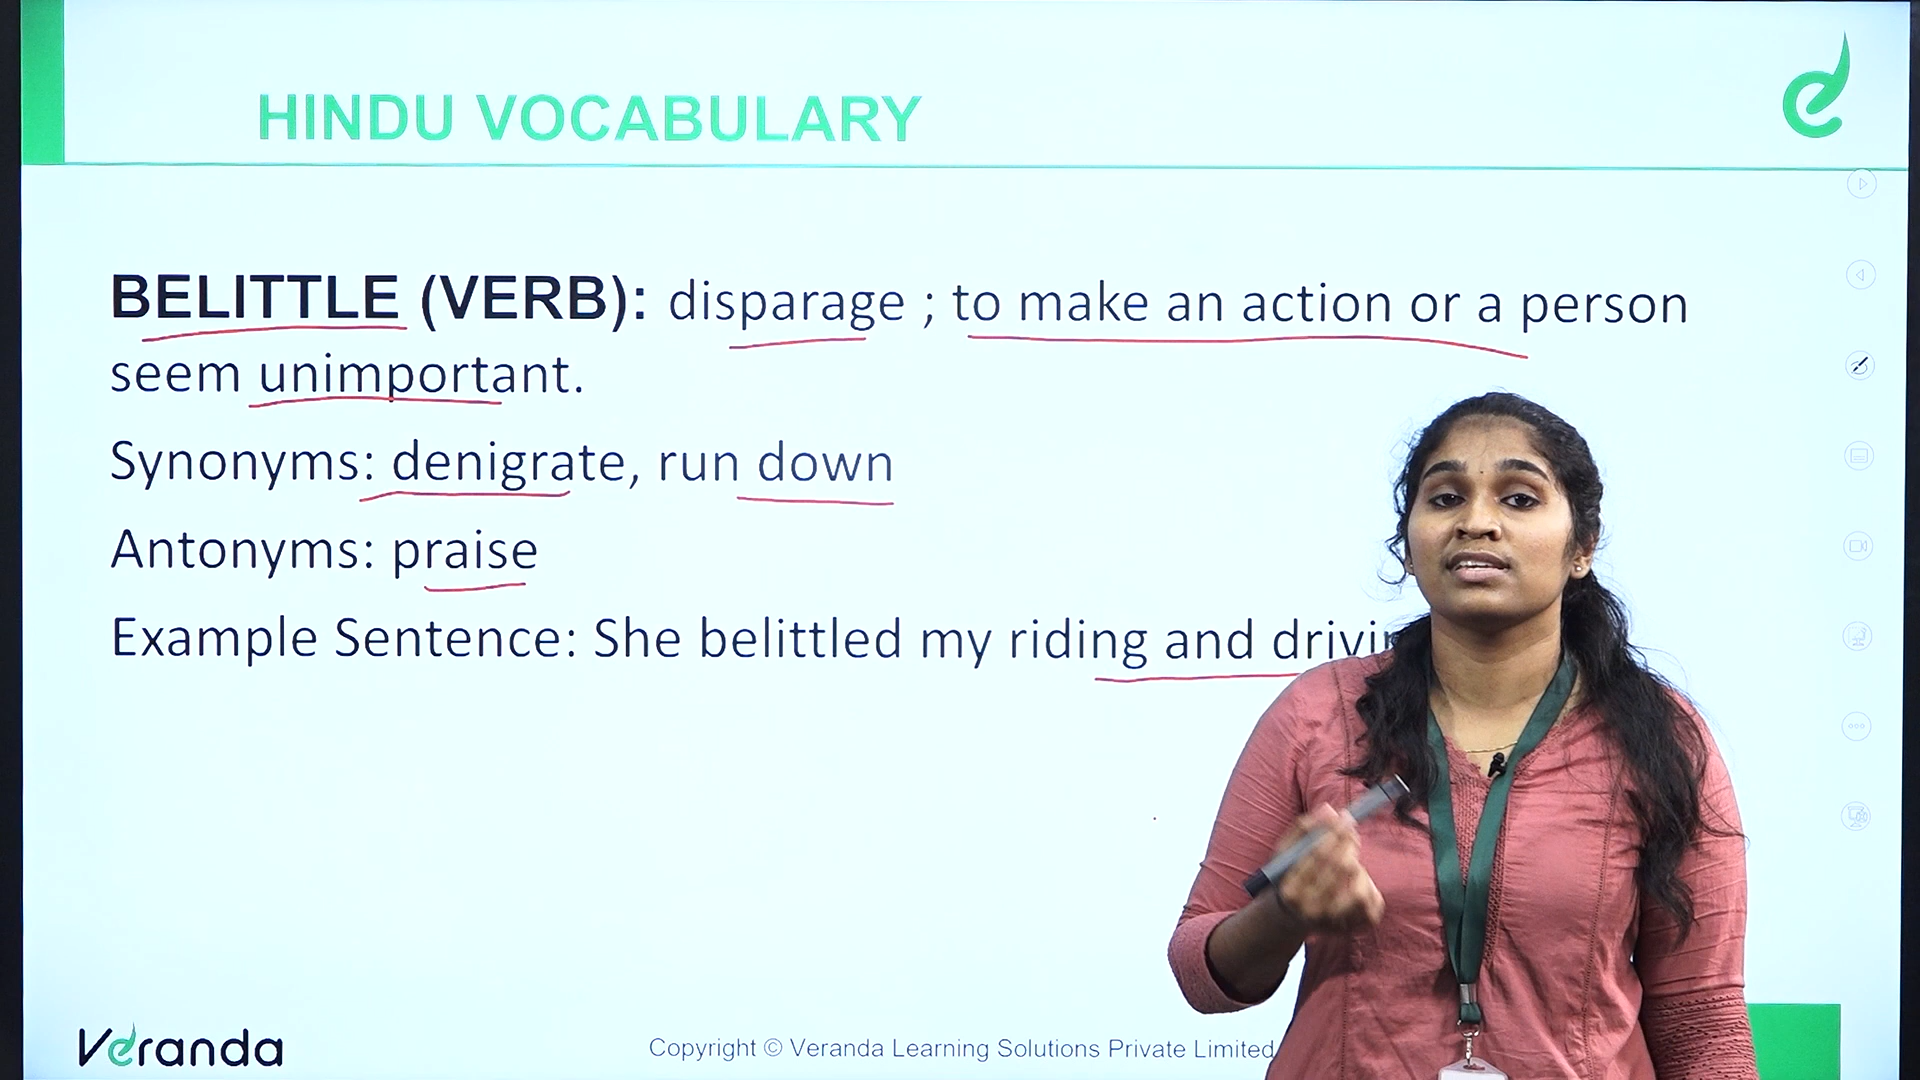 HINDU VOCABULARY
BELITTLE (VERB): disparage ; to make an action or a person
seem unimportant.
Synonyms: denigrate, run down
Antonyms: praise
Example Sentence: She belittled my riding and
Veranda
Copyright © Veranda Learning Solutions Private Limited